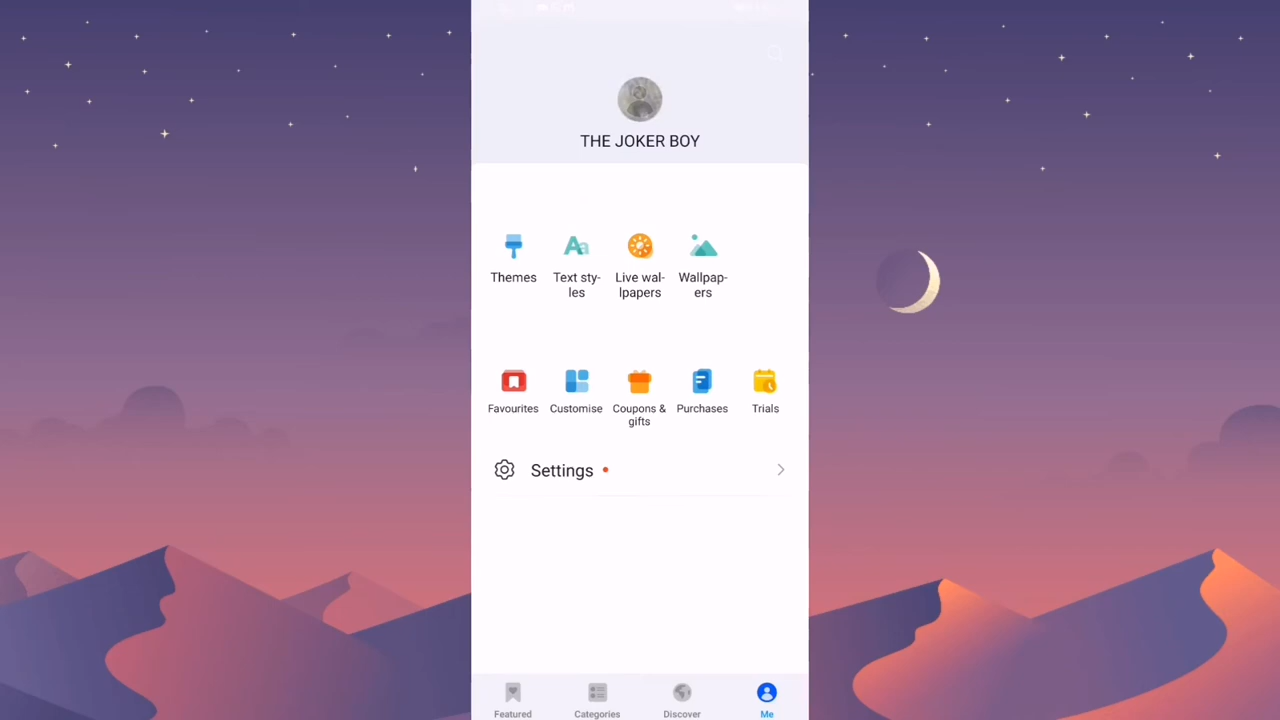 THE JOKER BOY
Themes
Text sty-
les
Live wal-
lpapers
Wallpap-
ers
Favourites
Customise
Coupons &
gifts
Purchases
Trials
Settings
Featured
Categories
Discover
Me